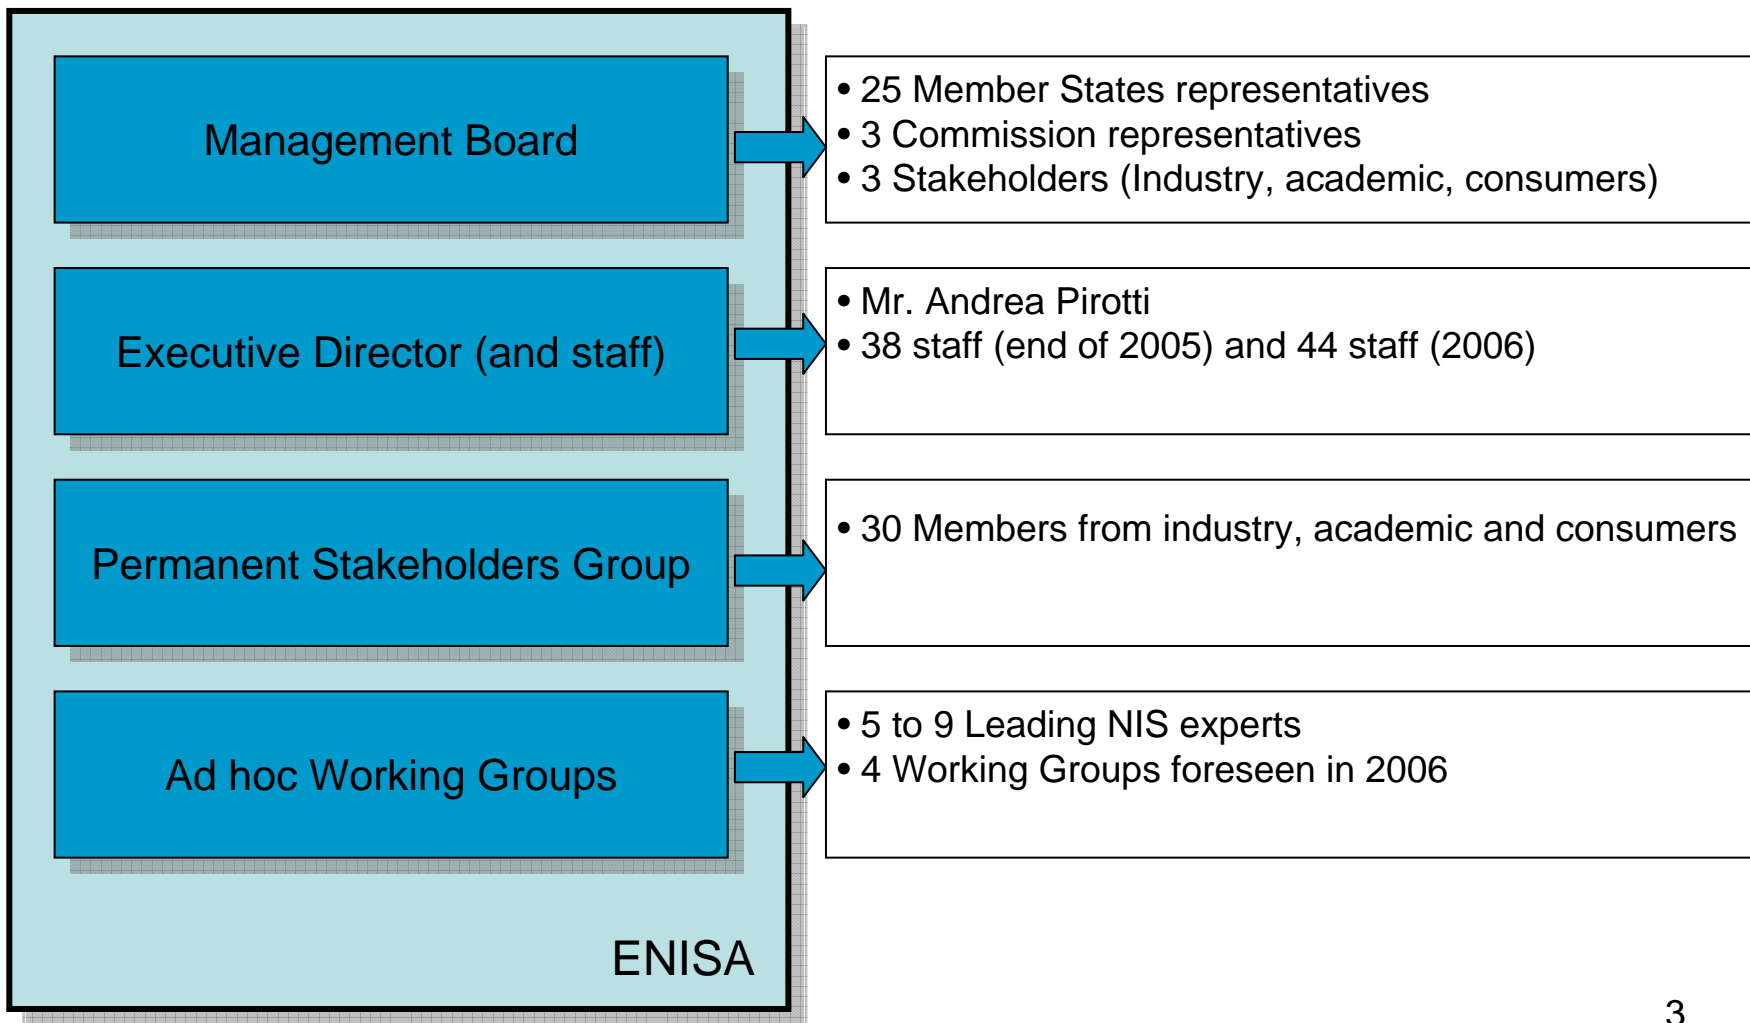 Management Board
• 25 Member States representatives
• 3 Commission representatives
• 3 Stakeholders (Industry, academic, consumers)
Executive Director (and staff)
• Mr. Andrea Pirotti
• 38 staff (end of 2005) and 44 staff (2006)
Permanent Stakeholders Group
• 30 Members from industry, academic and consumers
Ad hoc Working Groups
• 5 to 9 Leading NIS experts
• 4 Working Groups foreseen in 2006
ENISA
3